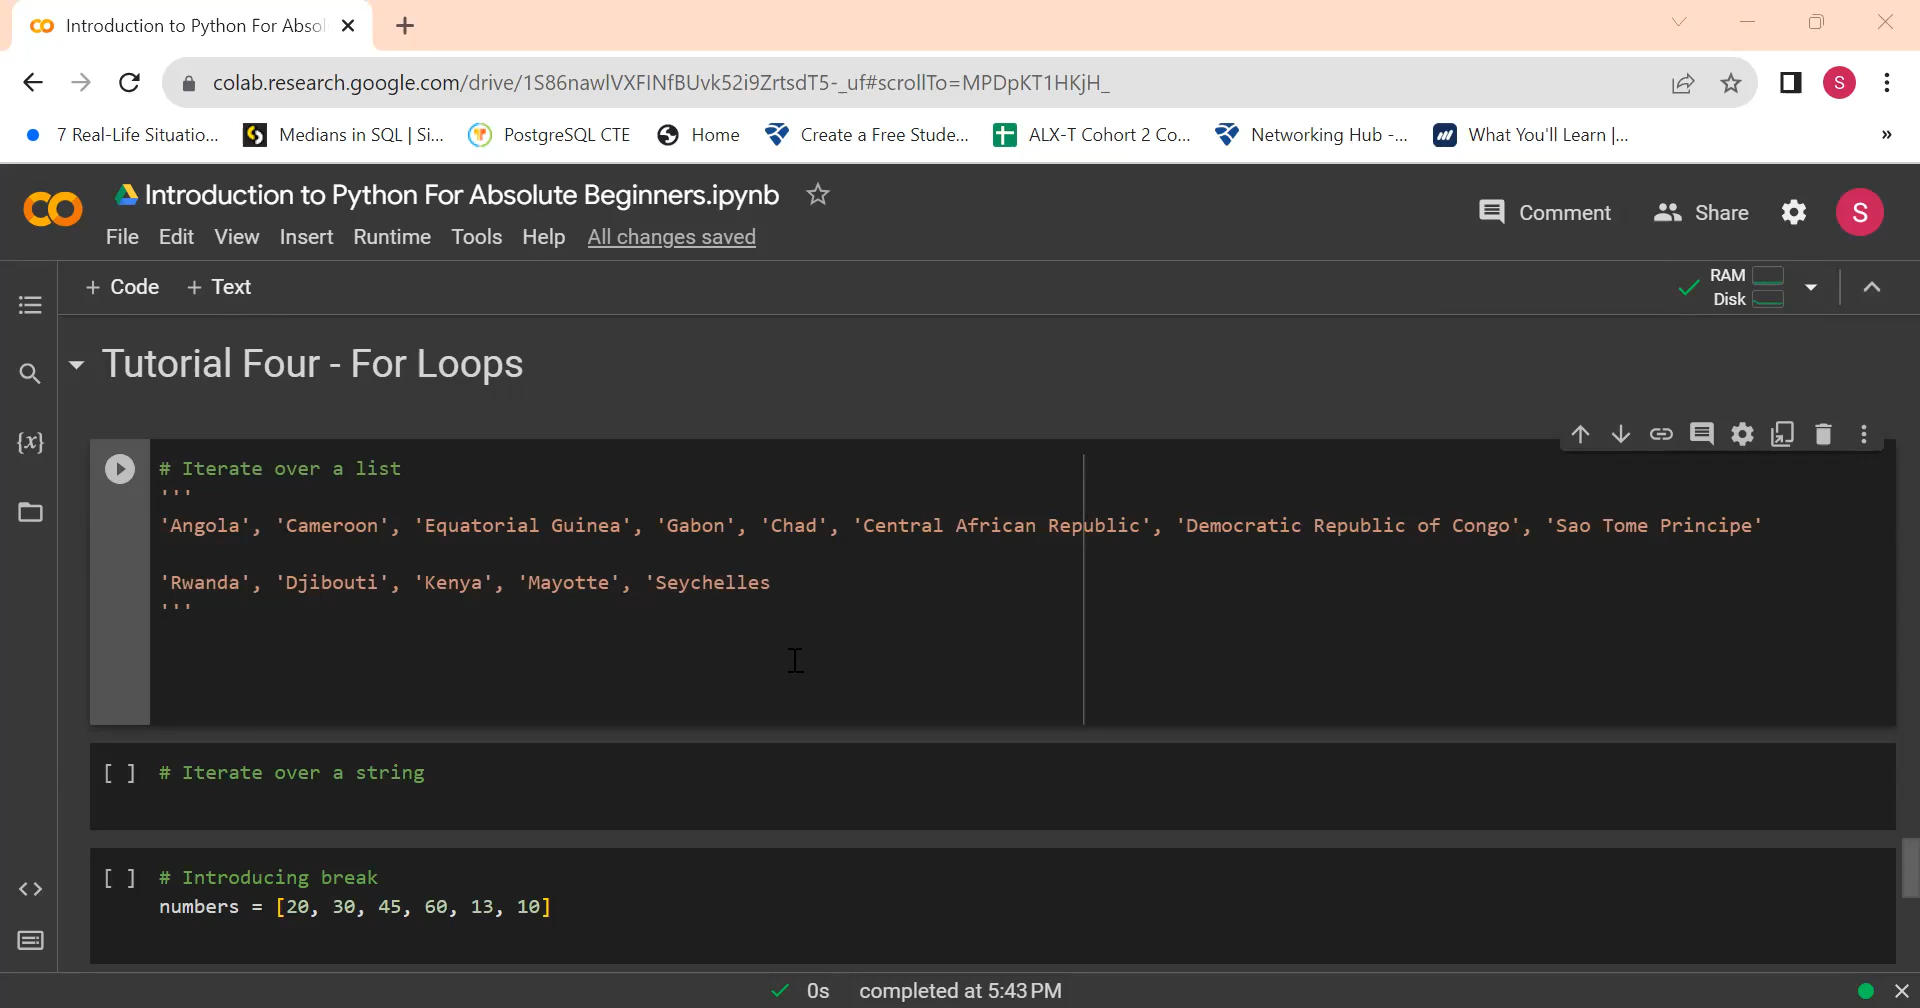 Introduction to Python For Absol
colab.research.google.com/drive/1S86nawlVXFINfBUvk52i9ZrtsdT5-_uf#scrollTo=MPDpKT1HKjH_
S
7 Real-Life Situatio...
Medians in SQL | Si...
PostgreSQL CTE
Home
Create a Free Stude...
ALX-T Cohort 2 Co...
Networking Hub -...
What You'll Learn |...
»
Introduction to Python For Absolute Beginners.ipynb
Comment
Share
S
File Edit View Insert Runtime Tools Help All changes saved
+ Code + Text
RAM
Disk
Tutorial Four - For Loops
{x}
# Iterate over a list
'''
'Angola', 'Cameroon', 'Equatorial Guinea', 'Gabon', 'Chad', 'Central African Republic', 'Democratic Republic of Congo', 'Sao Tome Principe'
'Rwanda', 'Djibouti', 'Kenya', 'Mayotte', 'Seychelles
'''
[ ] # Iterate over a string
[ ] # Introducing break
numbers = [20, 30, 45, 60, 13, 10]
0s completed at 5:43 PM